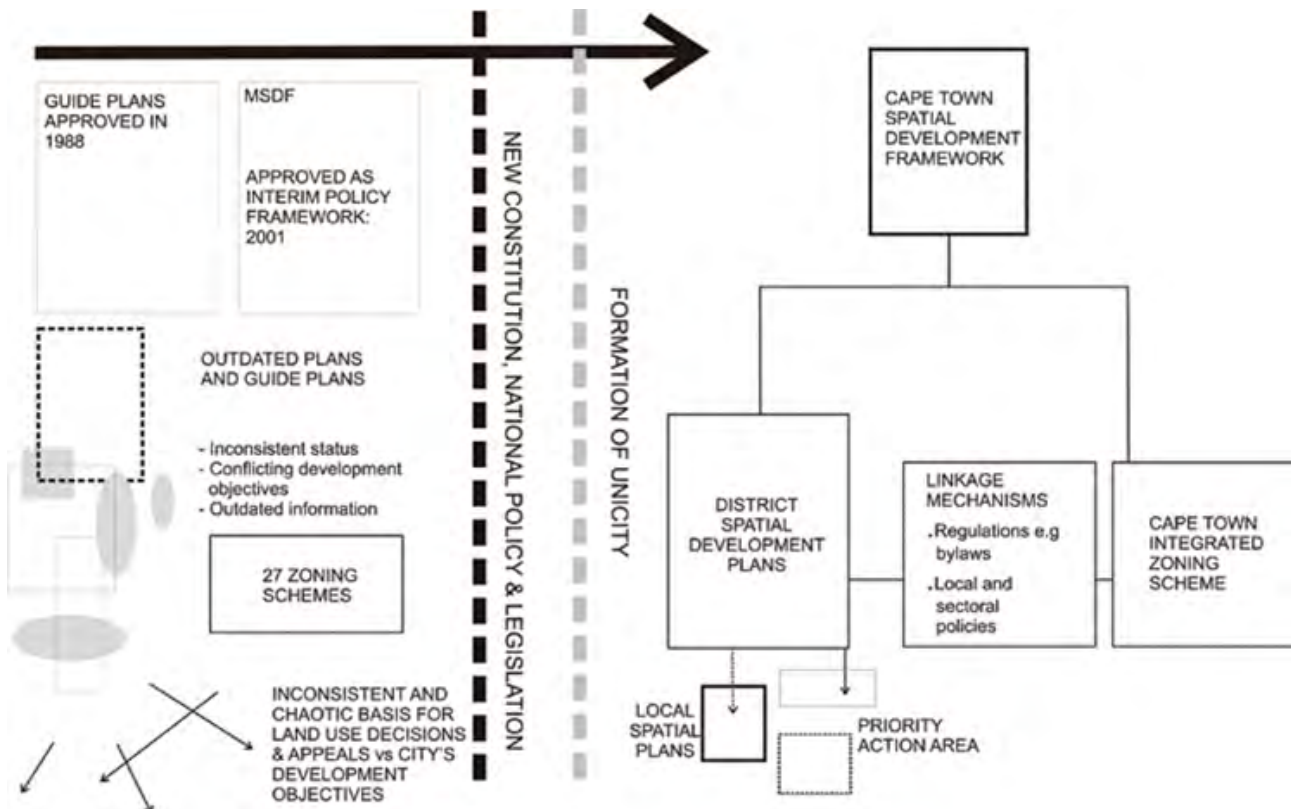 GUIDE PLANS
APPROVED IN
1988
MSDF
APPROVED AS
INTERIM POLICY
FRAMEWORK:
2001
OUTDATED PLANS
AND GUIDE PLANS
- Inconsistent status
- Conflicting development
objectives
- Outdated information
27 ZONING
SCHEMES
INCONSISTENT AND
CHAOTIC BASIS FOR
LAND USE DECISIONS
& APPEALS vs CITY'S
DEVELOPMENT
OBJECTIVES
NEW CONSTITUTION, NATIONAL POLICY & LEGISLATION
FORMATION OF UNICITY
CAPE TOWN
SPATIAL
DEVELOPMENT
FRAMEWORK
DISTRICT
SPATIAL
DEVELOPMENT
PLANS
LINKAGE
MECHANISMS
.Regulations e.g
bylaws
.Local and
sectoral
policies
CAPE TOWN
INTEGRATED
ZONING
SCHEME
LOCAL
SPATIAL
PLANS
PRIORITY
ACTION AREA